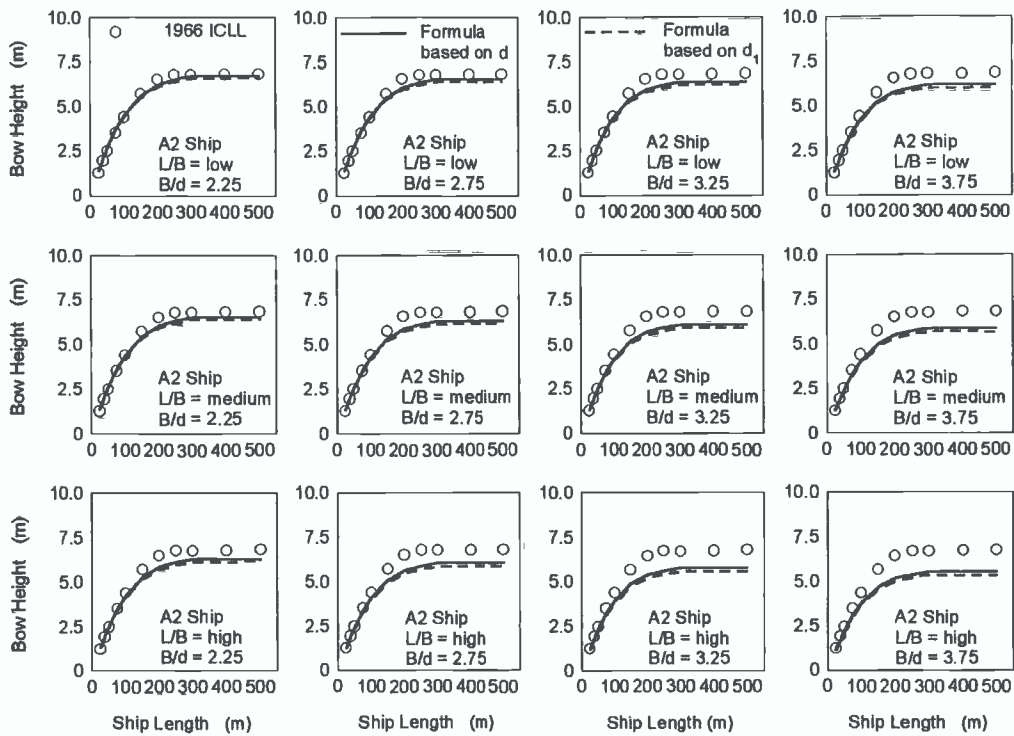 10.0 10.0 10.0 10.0
1966 ICLL Formula Formula
based on d based on d1
7.5 7.5 7.5 7.5
5.0 5.0 5.0 5.0
Bow Height (m)
A2 Ship A2 Ship A2 Ship A2 Ship
2.5 L/B = low 2.5 L/B = low 2.5 L/B = low 2.5 L/B = low
B/d = 2.25 B/d = 2.75 B/d = 3.25 B/d = 3.75
0 0 0 0
0 100 200 300 400 500 0 100 200 300 400 500 0 100 200 300 400 500 0 100 200 300 400 500
10.0 10.0 10.0 10.0
7.5 7.5 7.5 7.5
5.0 5.0 5.0 5.0
Bow Height (m)
A2 Ship A2 Ship A2 Ship A2 Ship
2.5 L/B = medium 2.5 L/B = medium 2.5 L/B = medium 2.5 L/B = medium
B/d = 2.25 B/d = 2.75 B/d = 3.25 B/d = 3.75
0 0 0 0
0 100 200 300 400 500 0 100 200 300 400 500 0 100 200 300 400 500 0 100 200 300 400 500
10.0 10.0 10.0 10.0
7.5 7.5 7.5 7.5
5.0 5.0 5.0 5.0
Bow Height (m)
A2 Ship A2 Ship A2 Ship A2 Ship
2.5 L/B = high 2.5 L/B = high 2.5 L/B = high 2.5 L/B = high
B/d = 2.25 B/d = 2.75 B/d = 3.25 B/d = 3.75
0 0 0 0
0 100 200 300 400 500 0 100 200 300 400 500 0 100 200 300 400 500 0 100 200 300 400 500
Ship Length (m) Ship Length (m) Ship Length (m) Ship Length (m)